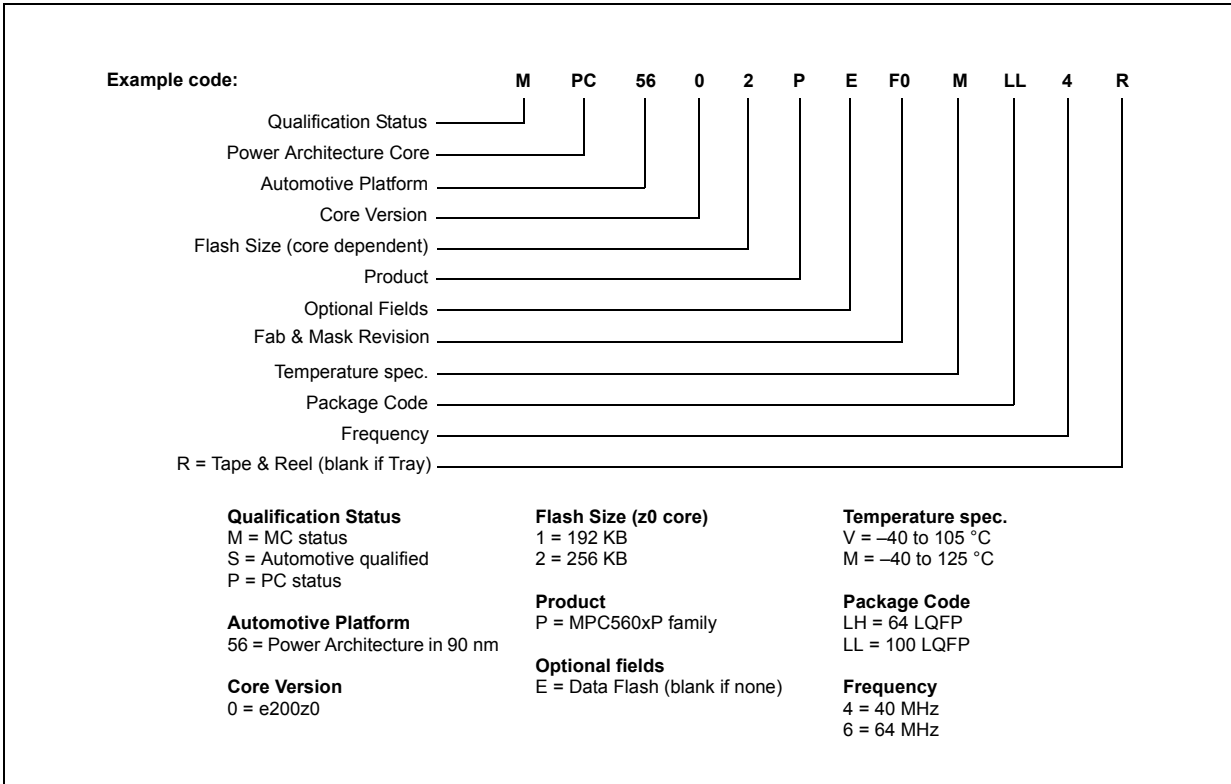 Example code: M PC 56 0 2 P E F0 M LL 4 R
Qualification Status
Power Architecture Core
Automotive Platform
Core Version
Flash Size (core dependent)
Product
Optional Fields
Fab & Mask Revision
Temperature spec.
Package Code
Frequency
R = Tape & Reel (blank if Tray)
Qualification Status
M = MC status
S = Automotive qualified
P = PC status
Automotive Platform
56 = Power Architecture in 90 nm
Core Version
0 = e200z0
Flash Size (z0 core)
1 = 192 KB
2 = 256 KB
Product
P = MPC560xP family
Optional fields
E = Data Flash (blank if none)
Temperature spec.
V = –40 to 105 °C
M = –40 to 125 °C
Package Code
LH = 64 LQFP
LL = 100 LQFP
Frequency
4 = 40 MHz
6 = 64 MHz